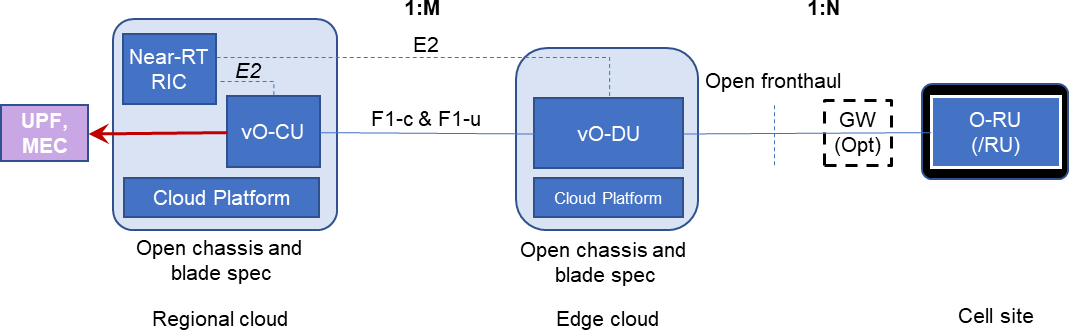 1:M
1:N
Near-RT
RIC
E2
E2
Open fronthaul
UPF,
MEC
vO-CU
F1-c & F1-u
vO-DU
GW
(Opt)
O-RU
(/RU)
Cloud Platform
Cloud Platform
Open chassis and
blade spec
Open chassis and
blade spec
Regional cloud
Edge cloud
Cell site